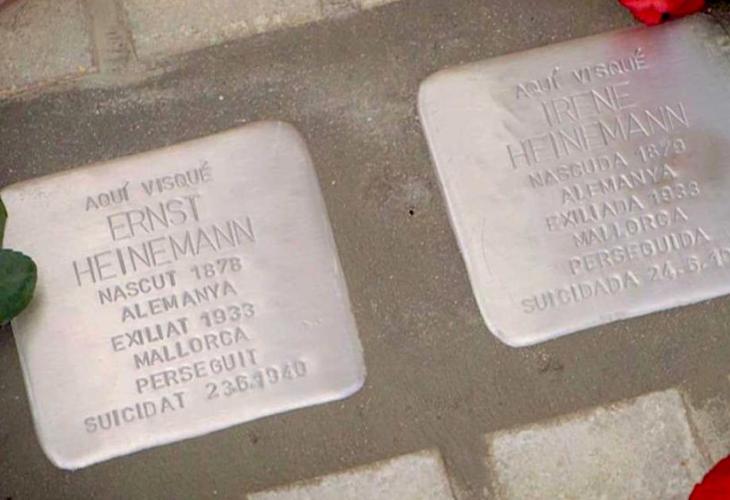 AQUÍ VISQUÉ
ERNST
HEINEMANN
NASCUT 1878
ALEMANYA
EXILIAT 1933
MALLORCA
PERSEGUIT
SUICIDAT 23.6.1940
AQUÍ VISQUÉ
IRENE
HEINEMANN
NASCUDA 1879
ALEMANYA
EXILIADA 1933
MALLORCA
PERSEGUIDA
SUICIDADA 24.6.19